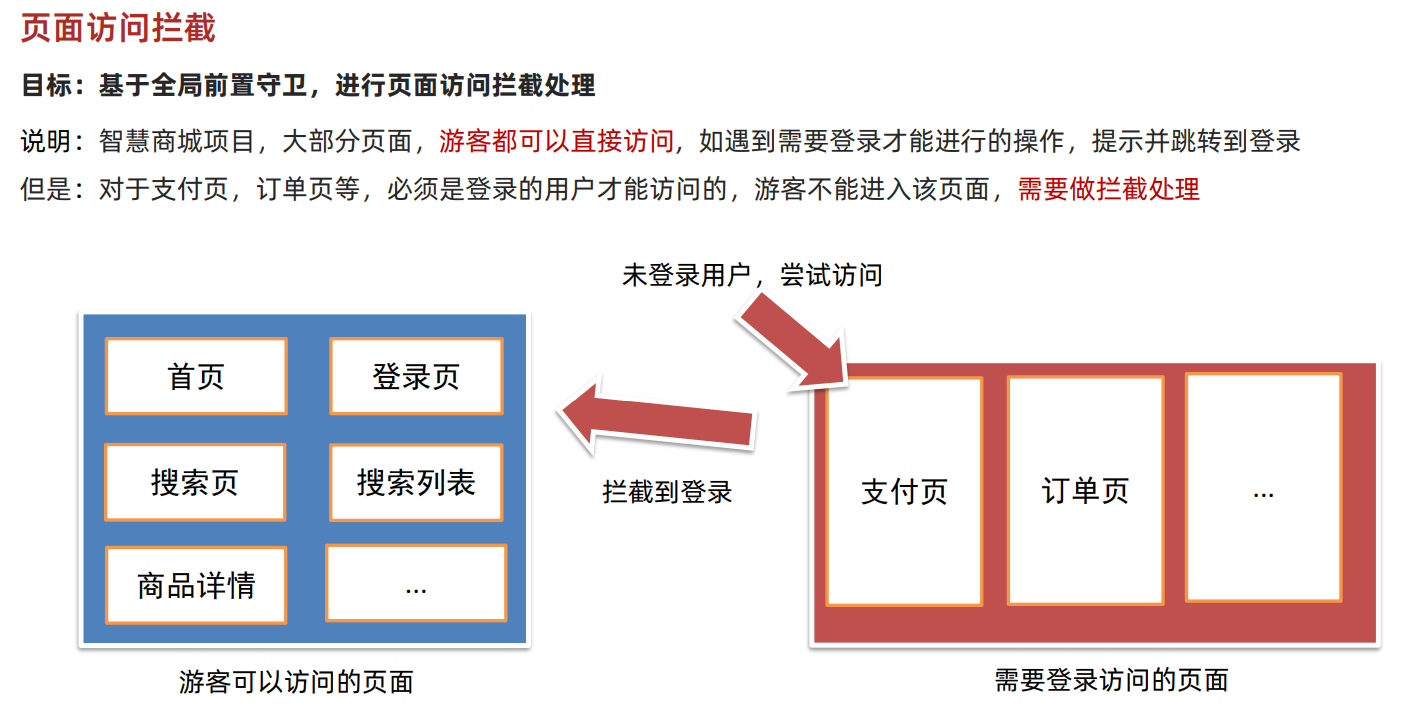 页面访问拦截
目标：基于全局前置守卫，进行页面访问拦截处理
说明：智慧商城项目，大部分页面，游客都可以直接访问，如遇到需要登录才能进行的操作，提示并跳转到登录
但是：对于支付页，订单页等，必须是登录的用户才能访问的，游客不能进入该页面，需要做拦截处理
未登录用户，尝试访问
首页
登录页
搜索页
搜索列表
商品详情
...
拦截到登录
支付页
订单页
...
游客可以访问的页面
需要登录访问的页面